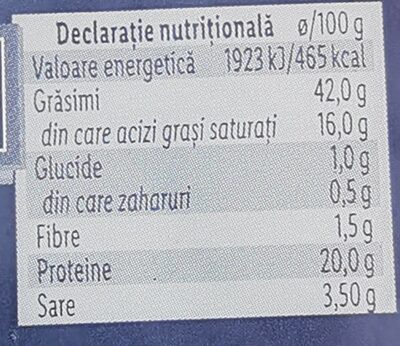 Declarație nutrițională ø/100 g
Valoare energetică 1923 kJ/465 kcal
Grăsimi 42,0 g
din care acizi grași saturați 16,0 g
Glucide 1,0 g
din care zaharuri 0,5 g
Fibre 1,5 g
Proteine 20,0 g
Sare 3,50 g